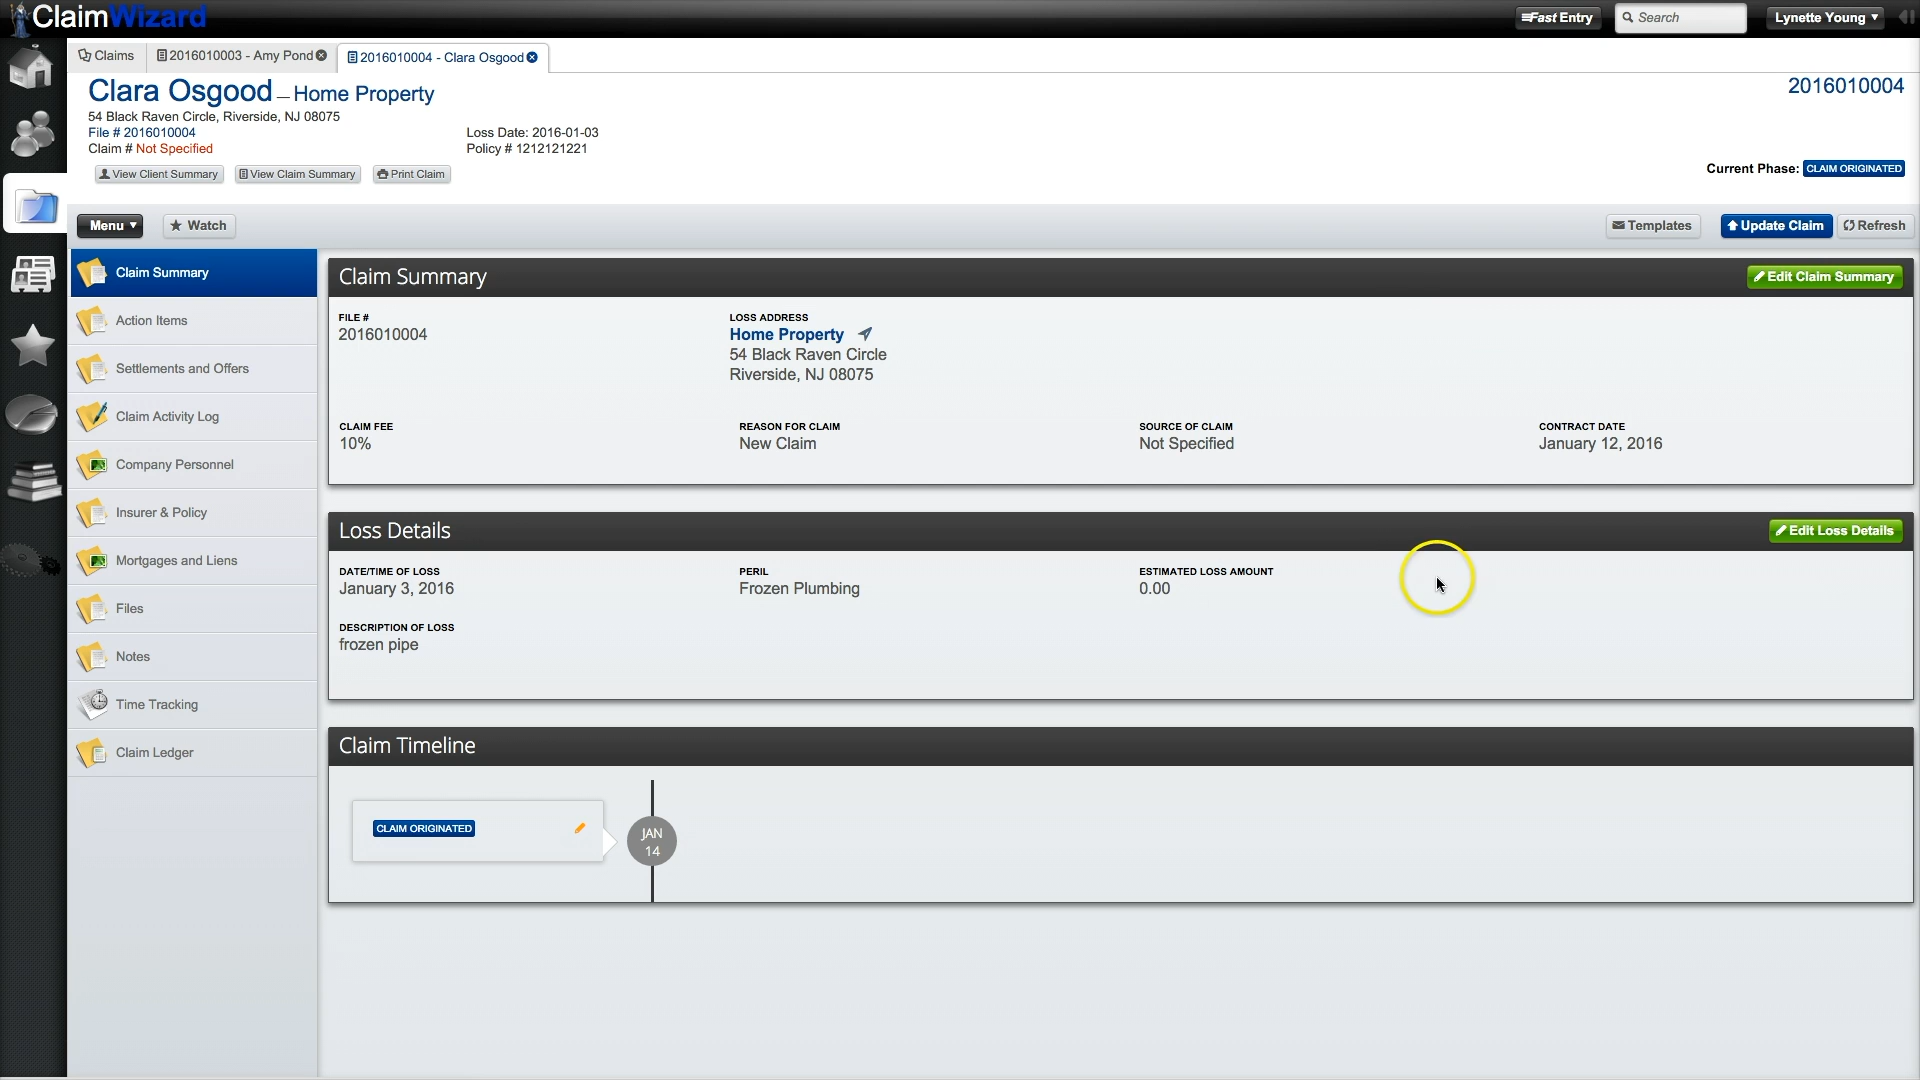 ClaimWizard
Fast Entry
Search
Lynette Young ▼
Claims
2016010003 - Amy Pond
2016010004 - Clara Osgood
Clara Osgood – Home Property
2016010004
54 Black Raven Circle, Riverside, NJ 08075
File # 2016010004
Loss Date: 2016-01-03
Claim # Not Specified
Policy # 1212121221
View Client Summary
View Claim Summary
Print Claim
Current Phase: CLAIM ORIGINATED
Menu ▼
Watch
Templates
Update Claim
Refresh
Claim Summary
Action Items
Settlements and Offers
Claim Activity Log
Company Personnel
Insurer & Policy
Mortgages and Liens
Files
Notes
Time Tracking
Claim Ledger
Claim Summary
Edit Claim Summary
FILE #
2016010004
LOSS ADDRESS
Home Property
54 Black Raven Circle
Riverside, NJ 08075
CLAIM FEE
10%
REASON FOR CLAIM
New Claim
SOURCE OF CLAIM
Not Specified
CONTRACT DATE
January 12, 2016
Loss Details
Edit Loss Details
DATE/TIME OF LOSS
January 3, 2016
PERIL
Frozen Plumbing
ESTIMATED LOSS AMOUNT
0.00
DESCRIPTION OF LOSS
frozen pipe
Claim Timeline
CLAIM ORIGINATED
JAN
14